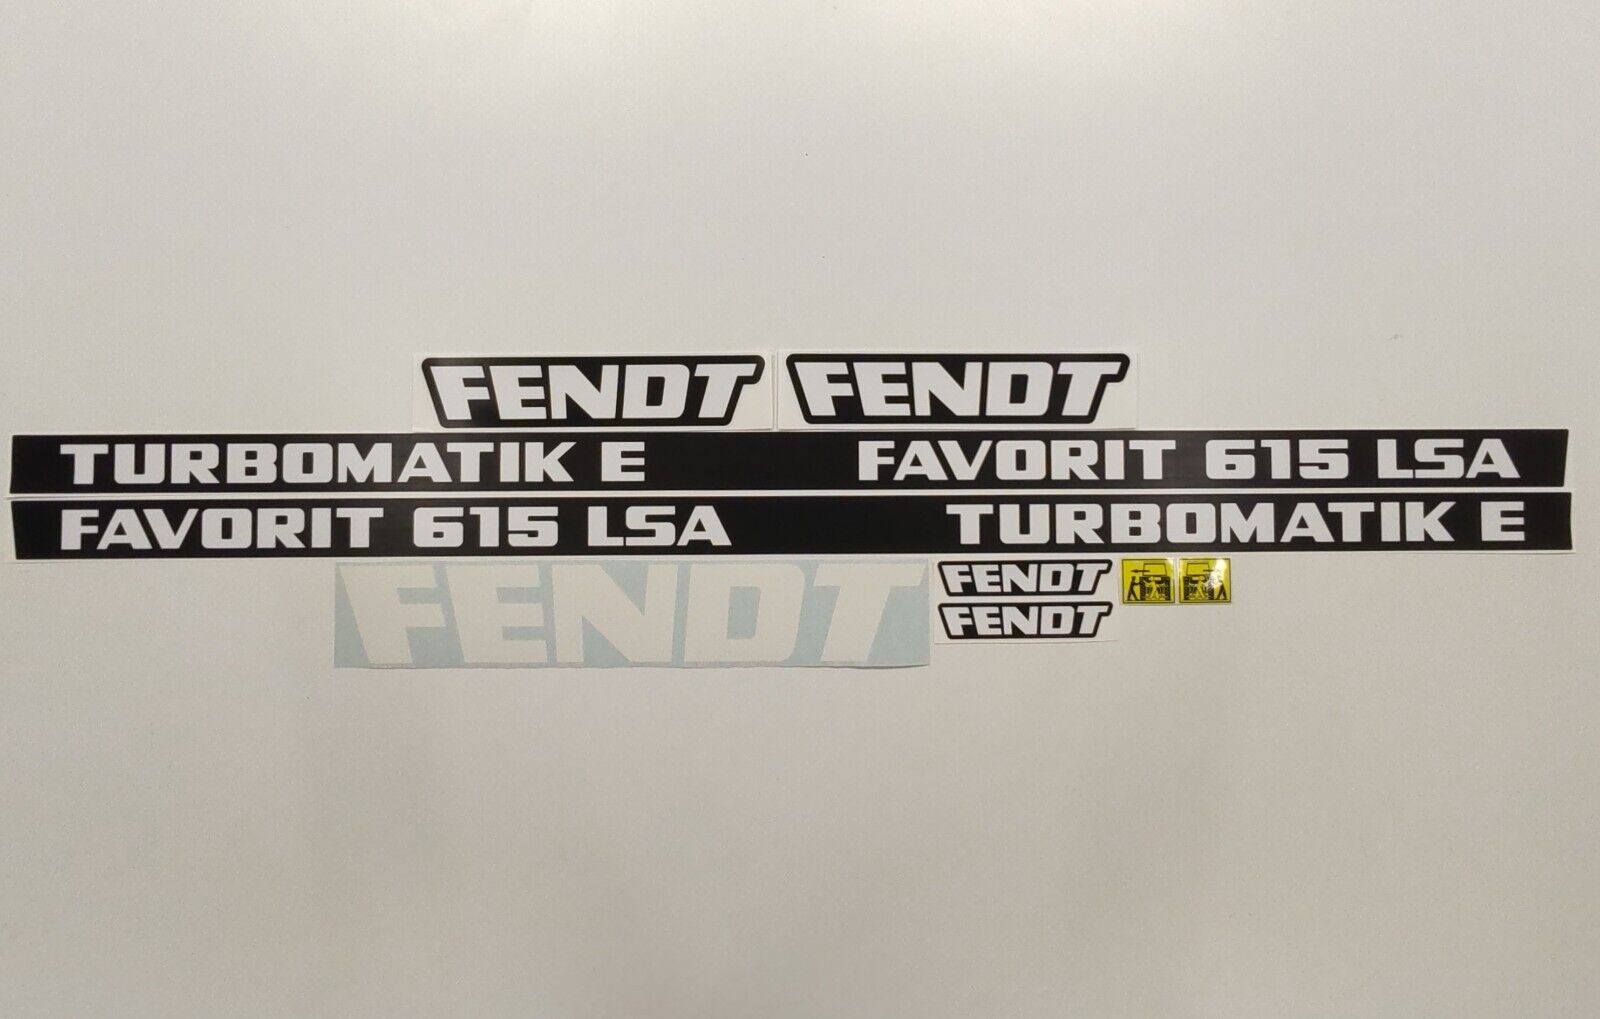 FENDT FENDT
TURBOMATIK E FAVORIT 615 LSA
FAVORIT 615 LSA TURBOMATIK E
FENDT
FENDT
FENDT